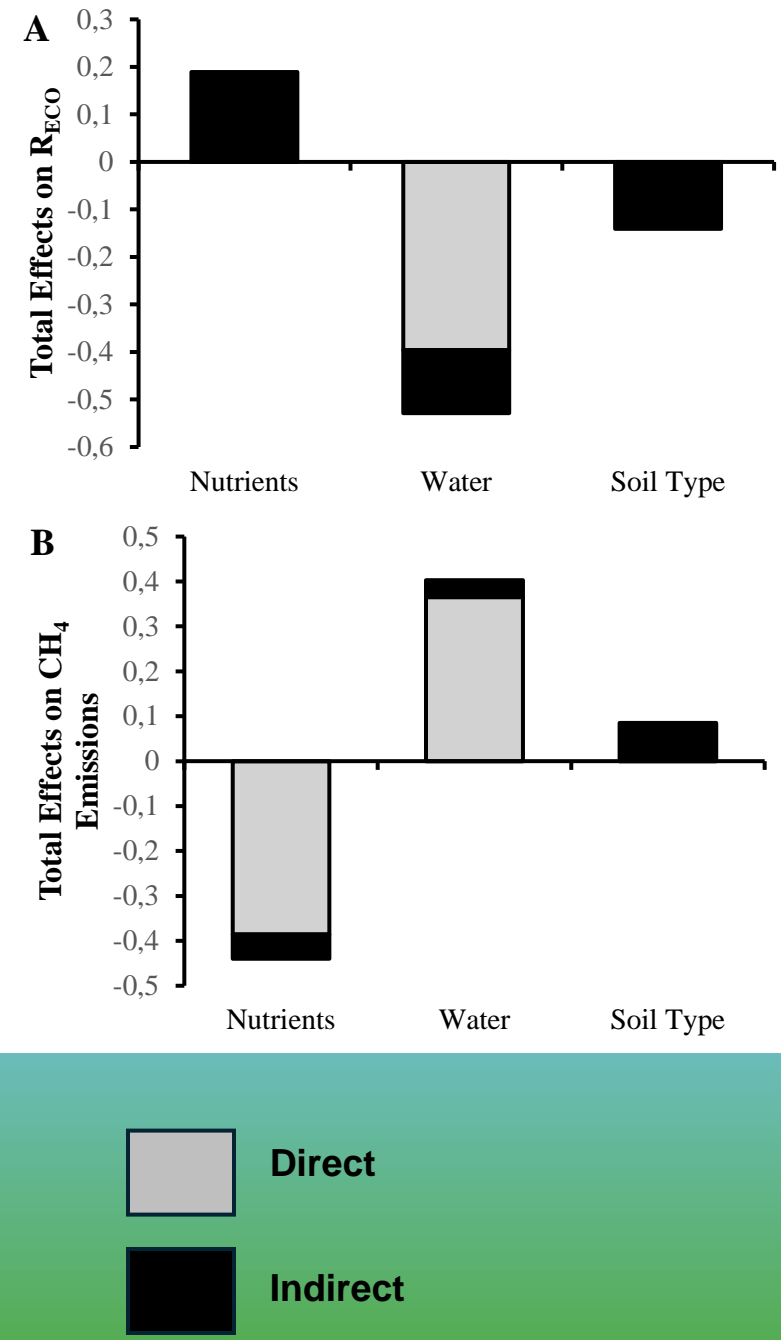 A
Total Effects on R_ECO
0,3
0,2
0,1
0
-0,1
-0,2
-0,3
-0,4
-0,5
-0,6
Nutrients Water Soil Type
B
Total Effects on CH₄
Emissions
0,5
0,4
0,3
0,2
0,1
0
-0,1
-0,2
-0,3
-0,4
-0,5
Nutrients Water Soil Type
Direct
Indirect